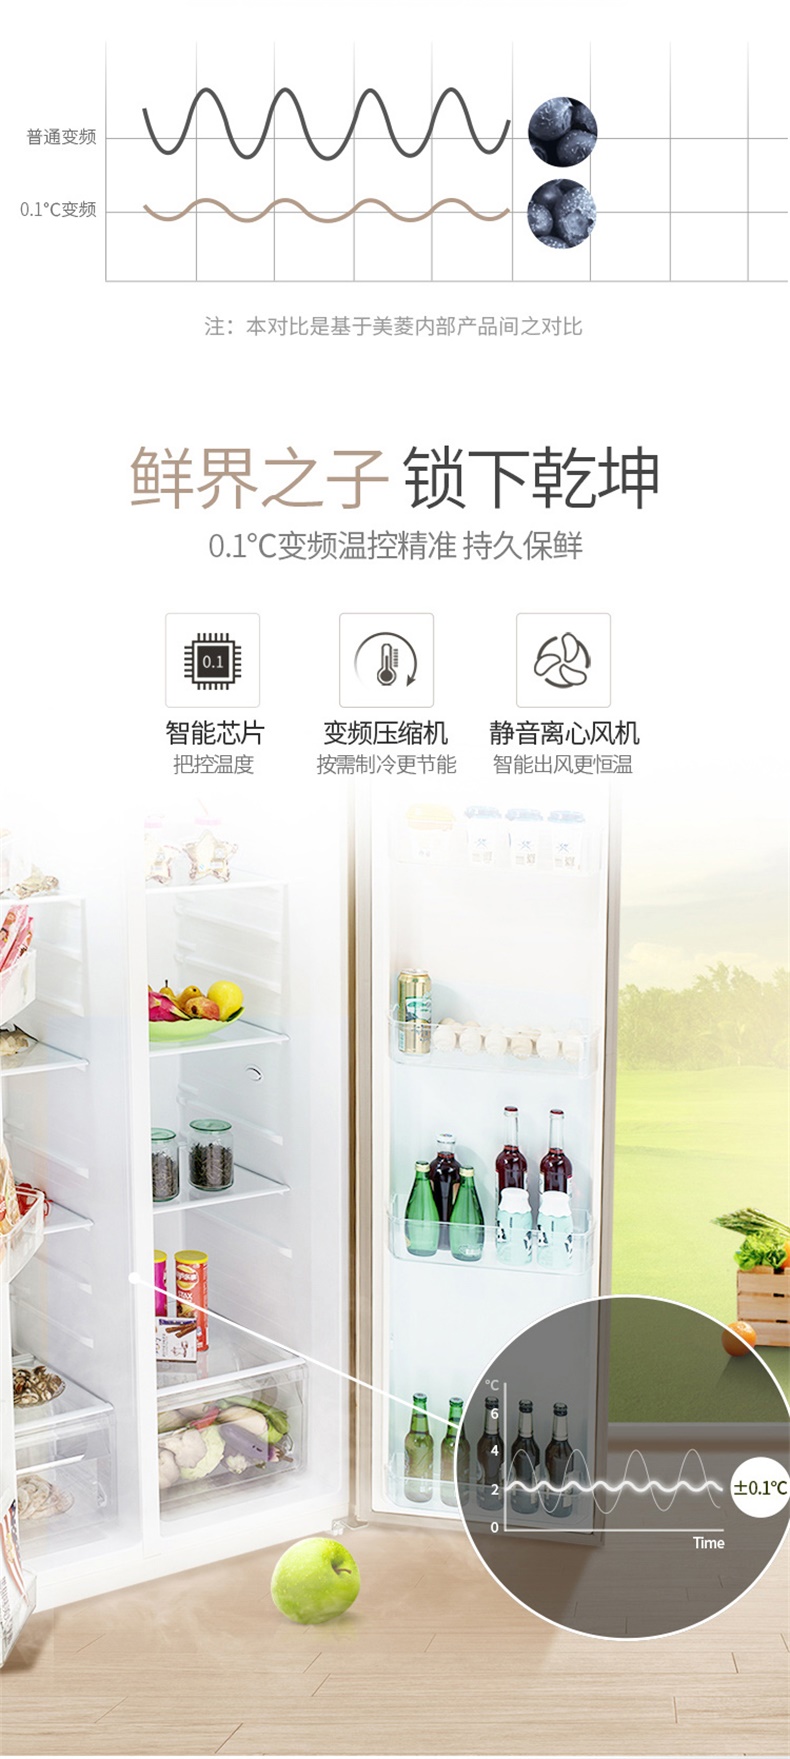 普通变频
0.1℃变频
注：本对比是基于美菱内部产品间之对比
鲜界之子 锁下乾坤
0.1℃变频温控精准 持久保鲜
0.1
智能芯片
把控温度
变频压缩机
按需制冷更节能
静音离心风机
智能出风更恒温
℃
6
4
2
0
±0.1℃
Time